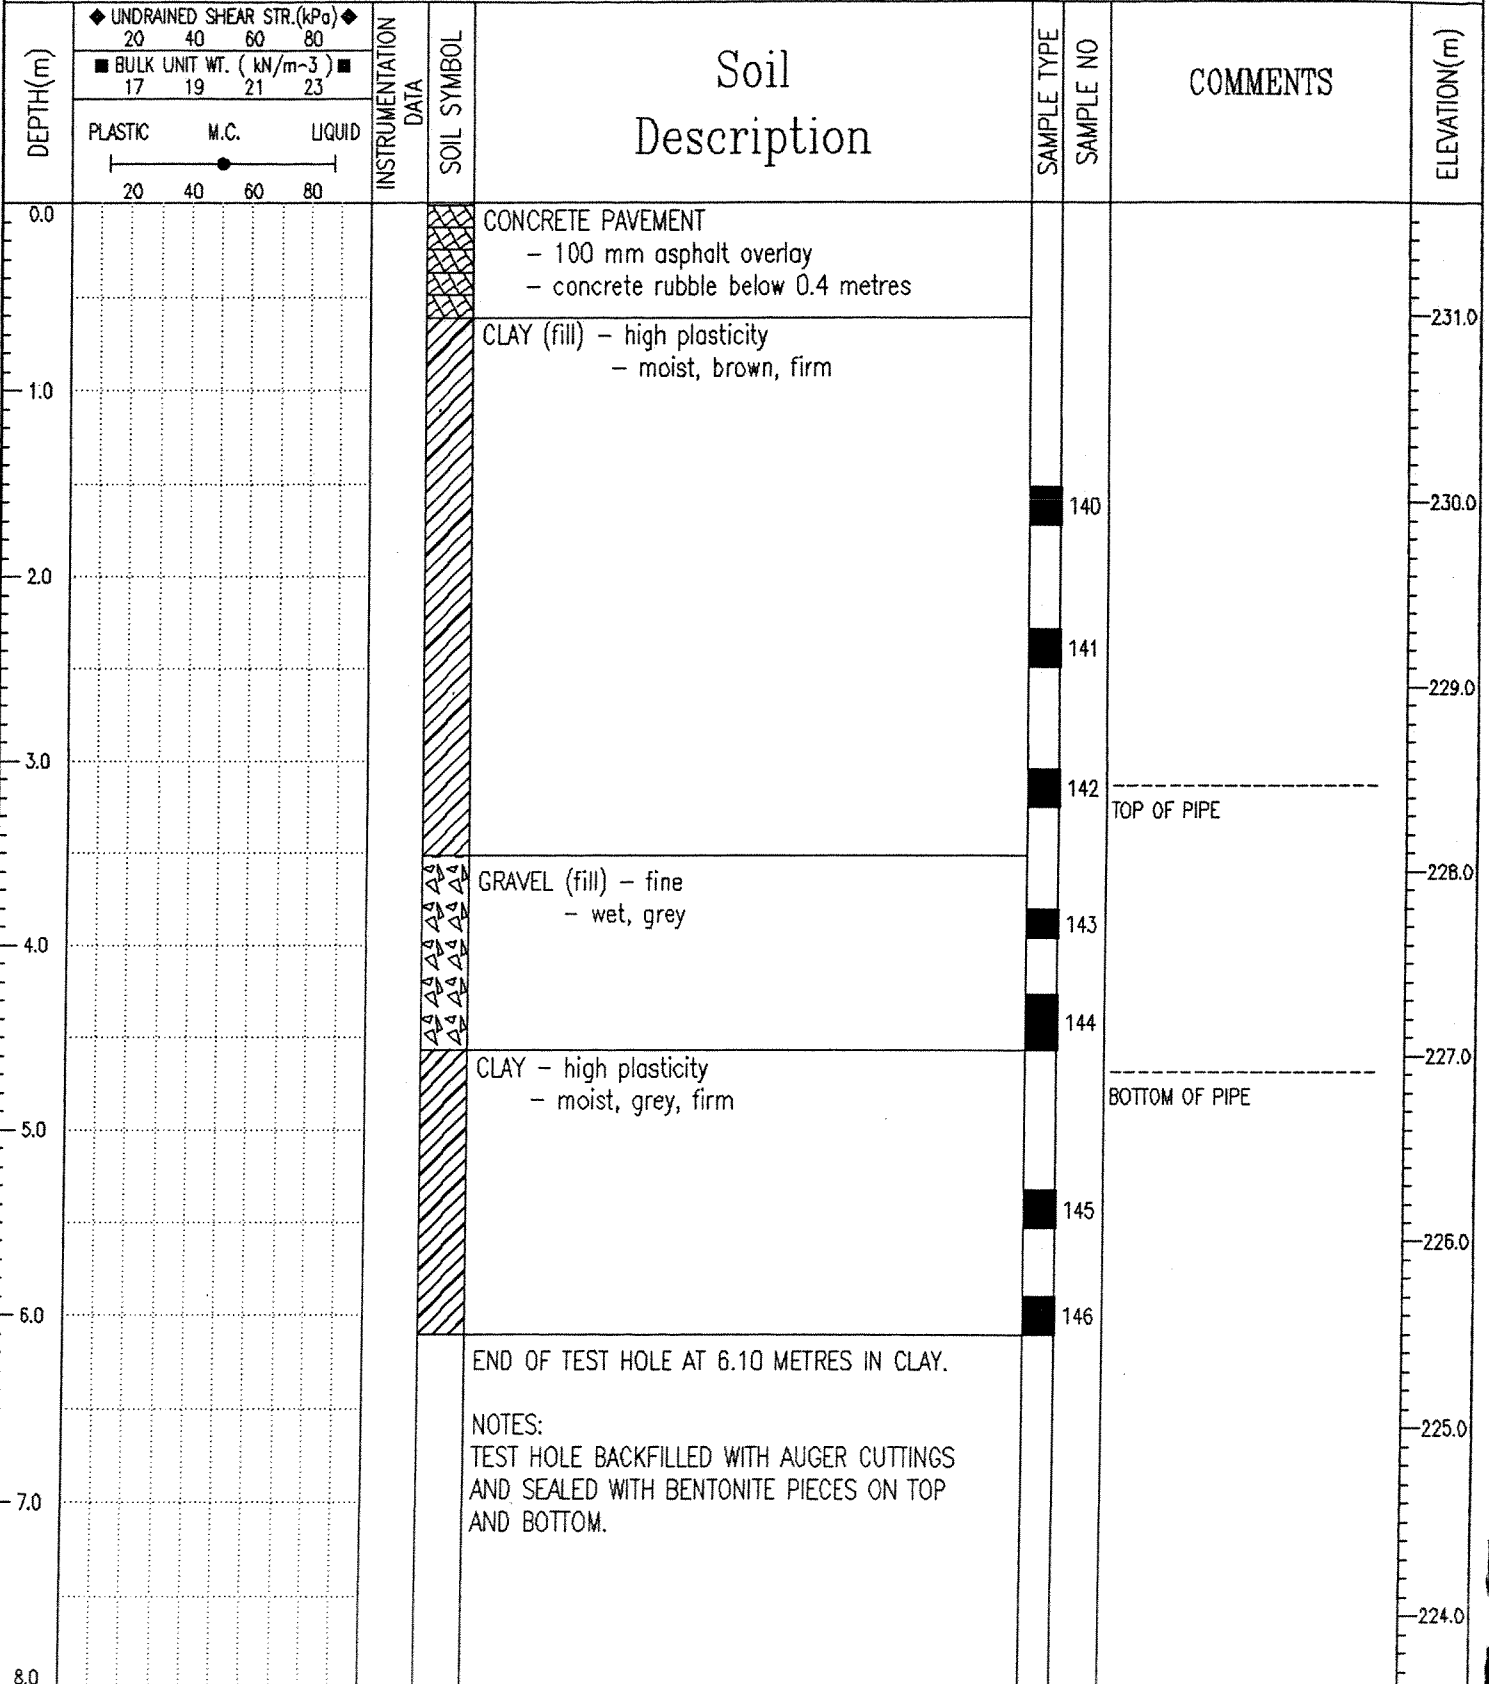 DEPTH(m)
◆ UNDRAINED SHEAR STR.(kPa) ◆
20 40 60 80
■ BULK UNIT WT. ( kN/m~3 ) ■
17 19 21 23
PLASTIC M.C. LIQUID
20 40 60 80
INSTRUMENTATION
DATA
SOIL SYMBOL
Soil
Description
SAMPLE TYPE
SAMPLE NO
COMMENTS
ELEVATION(m)
0.0
CONCRETE PAVEMENT
- 100 mm asphalt overlay
- concrete rubble below 0.4 metres
231.0
CLAY (fill) - high plasticity
- moist, brown, firm
1.0
140
230.0
2.0
141
229.0
3.0
142
TOP OF PIPE
228.0
GRAVEL (fill) - fine
- wet, grey
143
4.0
144
227.0
CLAY - high plasticity
- moist, grey, firm
BOTTOM OF PIPE
5.0
145
226.0
6.0
146
END OF TEST HOLE AT 6.10 METRES IN CLAY.
NOTES:
225.0
TEST HOLE BACKFILLED WITH AUGER CUTTINGS
AND SEALED WITH BENTONITE PIECES ON TOP
7.0
AND BOTTOM.
224.0
8.0